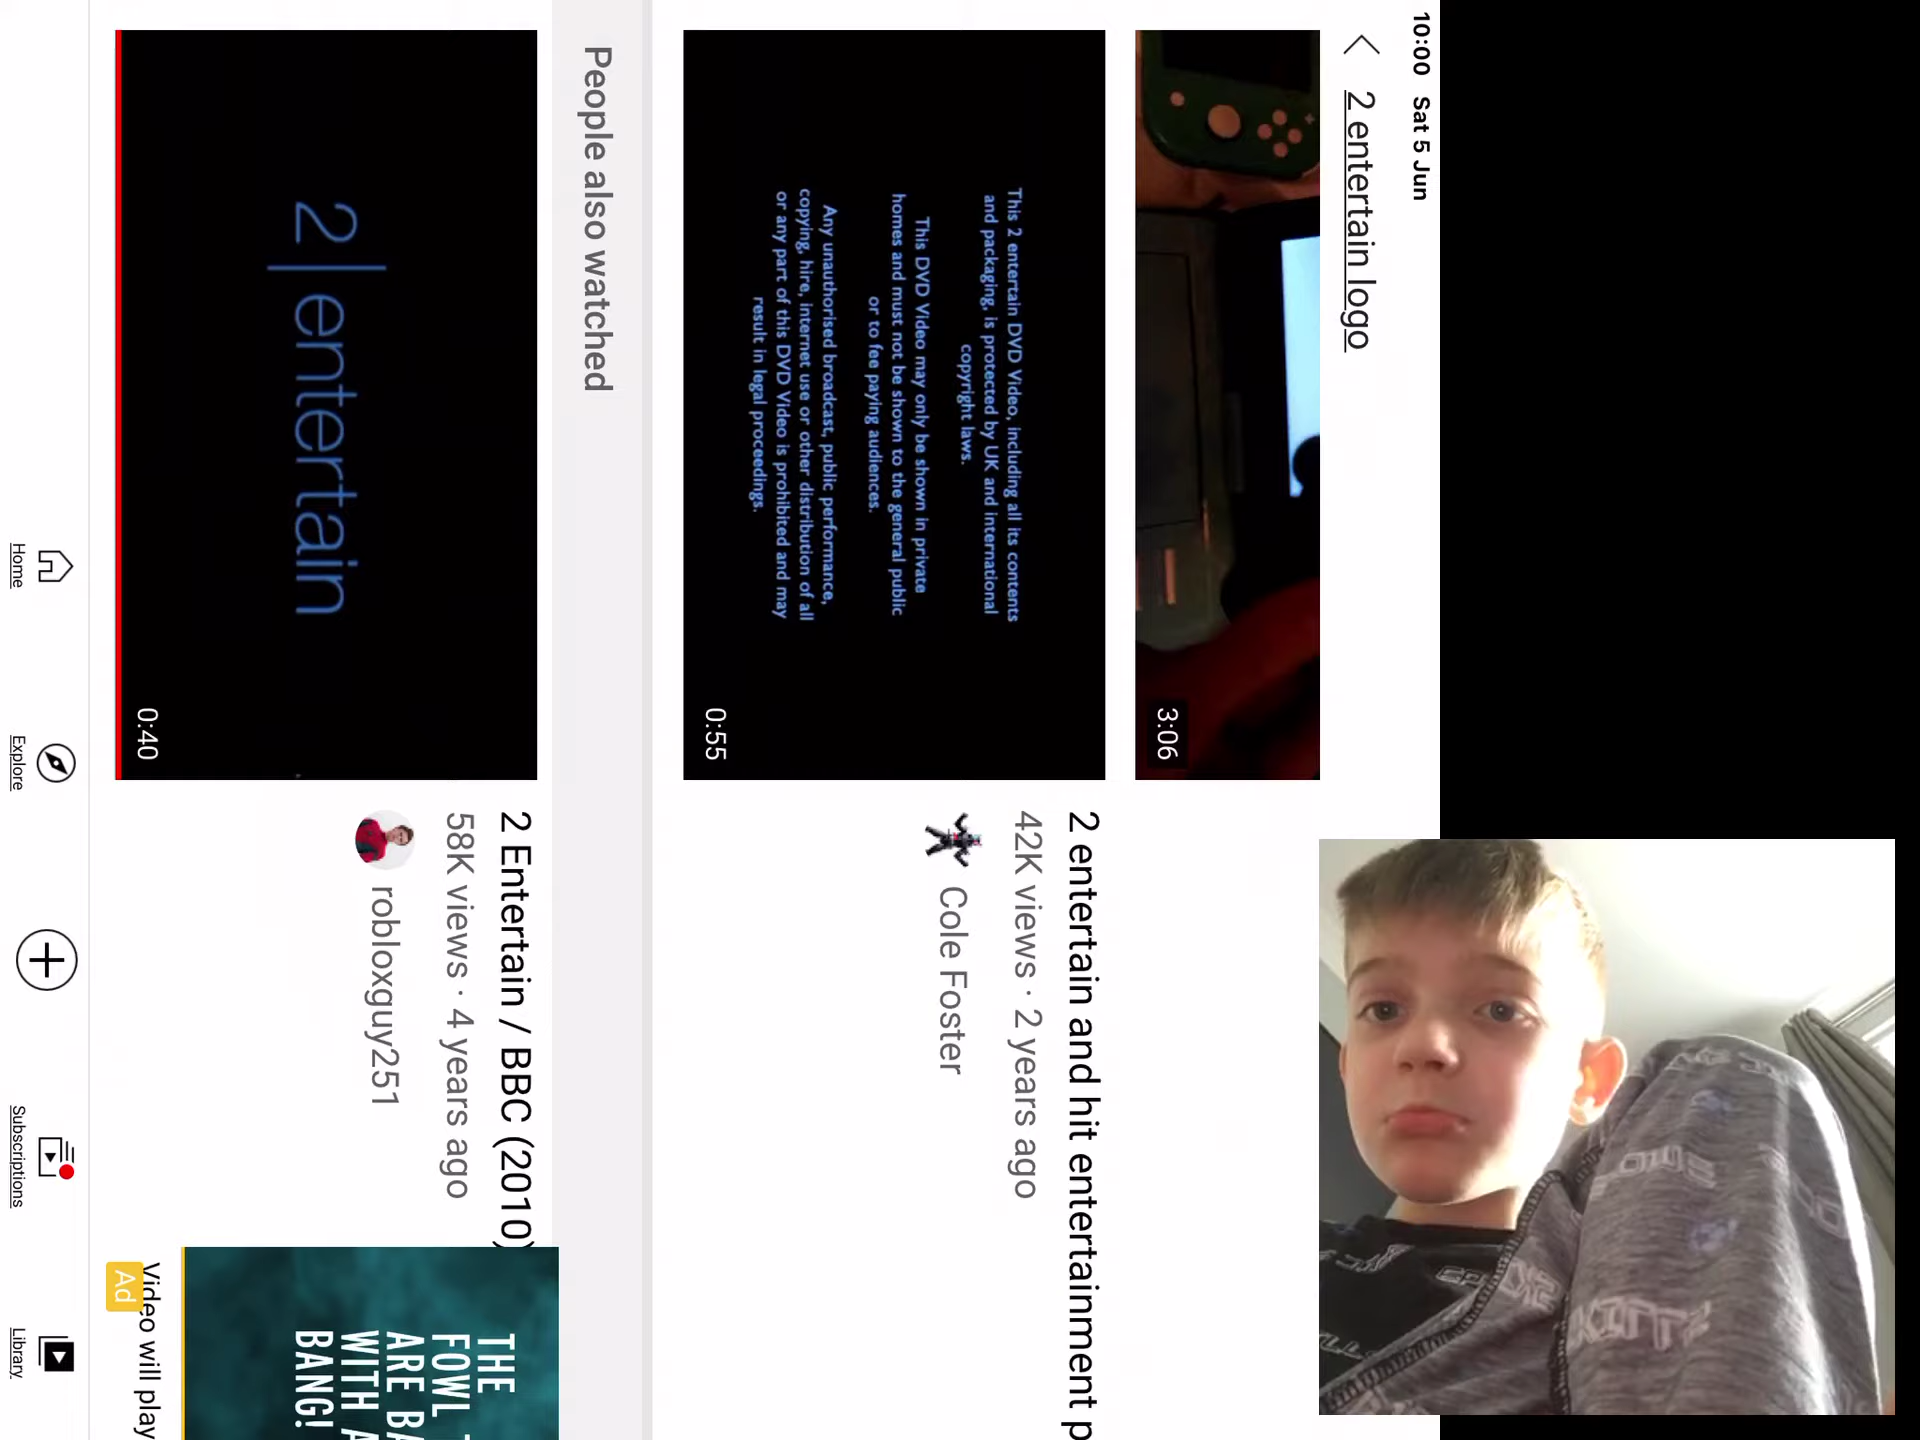 10:00 Sat 5 Jun
2 entertain logo
3:06
This 2 entertain DVD Video, including all its contents
and packaging, is protected by UK and international
copyright laws.
This DVD Video may only be shown in private
homes and must not be shown to the general public
or to fee paying audiences.
Any unauthorised broadcast, public performance,
copying, hire, internet use or other distribution of all
or any part of this DVD Video is prohibited and may
result in legal proceedings.
0:55
2 entertain and hit entertainment p
42K views · 2 years ago
Cole Foster
People also watched
2 | entertain
0:40
2 Entertain / BBC (2010)
58K views · 4 years ago
robloxguy251
THE
FOWL
ARE BA
WITH A
BANG!
Ad
Video will play
Home
Explore
Subscriptions
Library